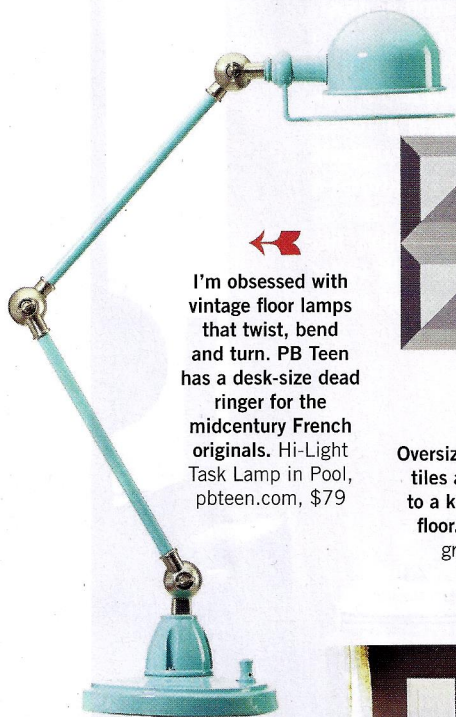 I'm obsessed with
vintage floor lamps
that twist, bend
and turn. PB Teen
has a desk-size dead
ringer for the
midcentury French
originals. Hi-Light
Task Lamp in Pool,
pbteen.com, $79
Oversiz
tiles a
to a k
floor.
gr